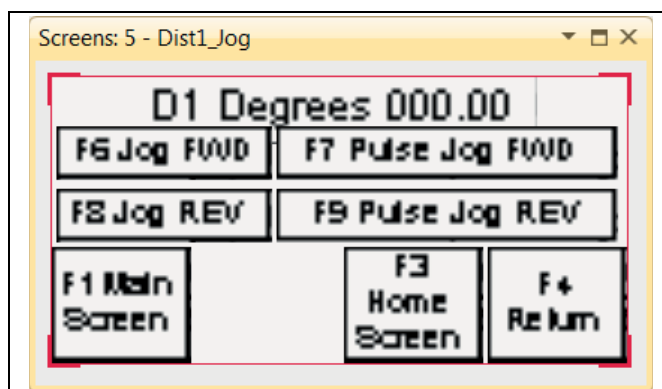 Screens: 5 - Dist1_Jog
D1 Degrees 000.00
F6 Jog FWD
F7 Pulse Jog FWD
F8 Jog REV
F9 Pulse Jog REV
F1 Main
Screen
F3
Home
Screen
F4
Return